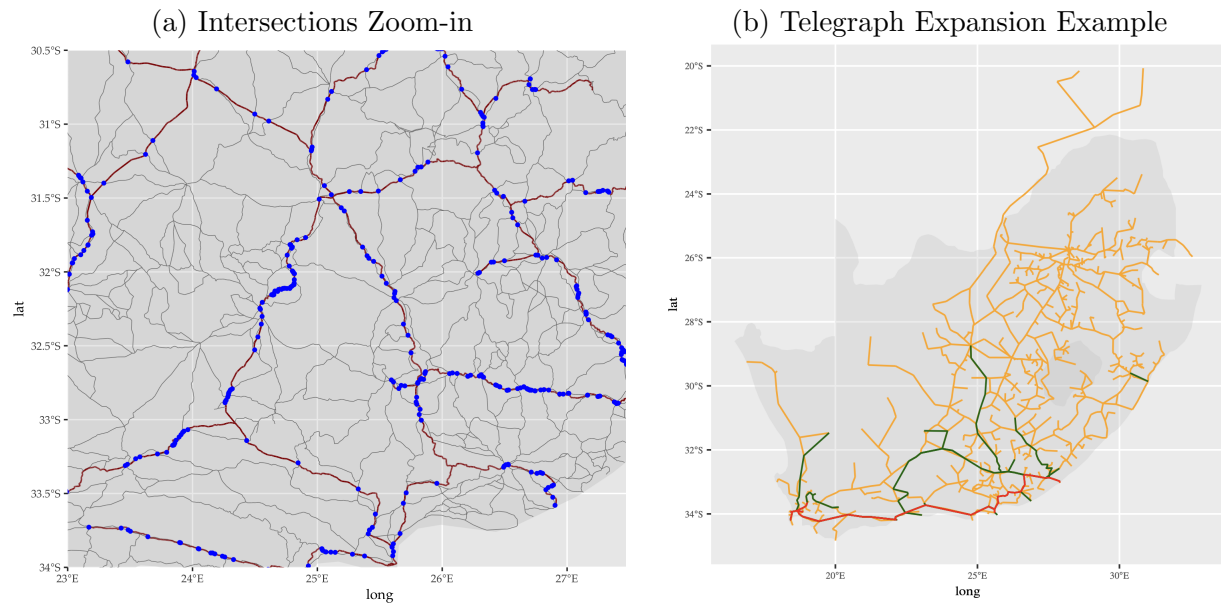 (a) Intersections Zoom-in
30.5°S
31°S
31.5°S
32°S
32.5°S
33°S
33.5°S
34°S
lat
23°E 24°E 25°E 26°E 27°E
long
(b) Telegraph Expansion Example
20°S
22°S
24°S
26°S
28°S
30°S
32°S
34°S
lat
20°E 25°E 30°E
long